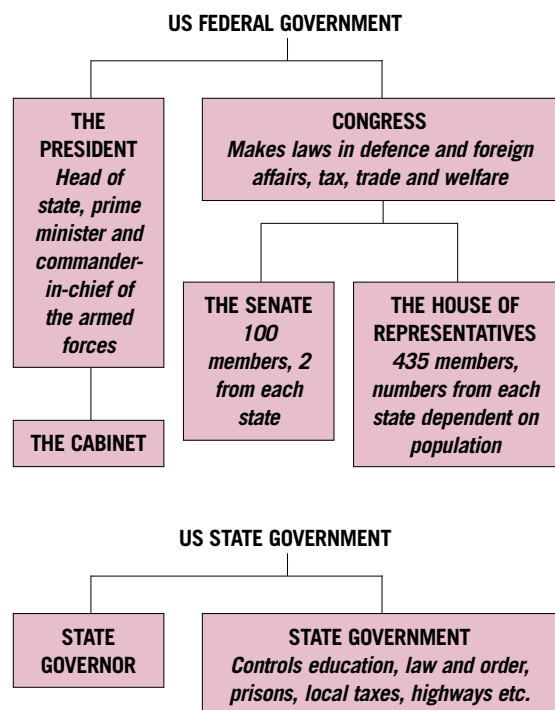 US FEDERAL GOVERNMENT
THE
PRESIDENT
Head of
state, prime
minister and
commander-
in-chief of
the armed
forces
THE CABINET
CONGRESS
Makes laws in defence and foreign
affairs, tax, trade and welfare
THE SENATE
100
members, 2
from each
state
THE HOUSE OF
REPRESENTATIVES
435 members,
numbers from each
state dependent on
population
US STATE GOVERNMENT
STATE
GOVERNOR
STATE GOVERNMENT
Controls education, law and order,
prisons, local taxes, highways etc.